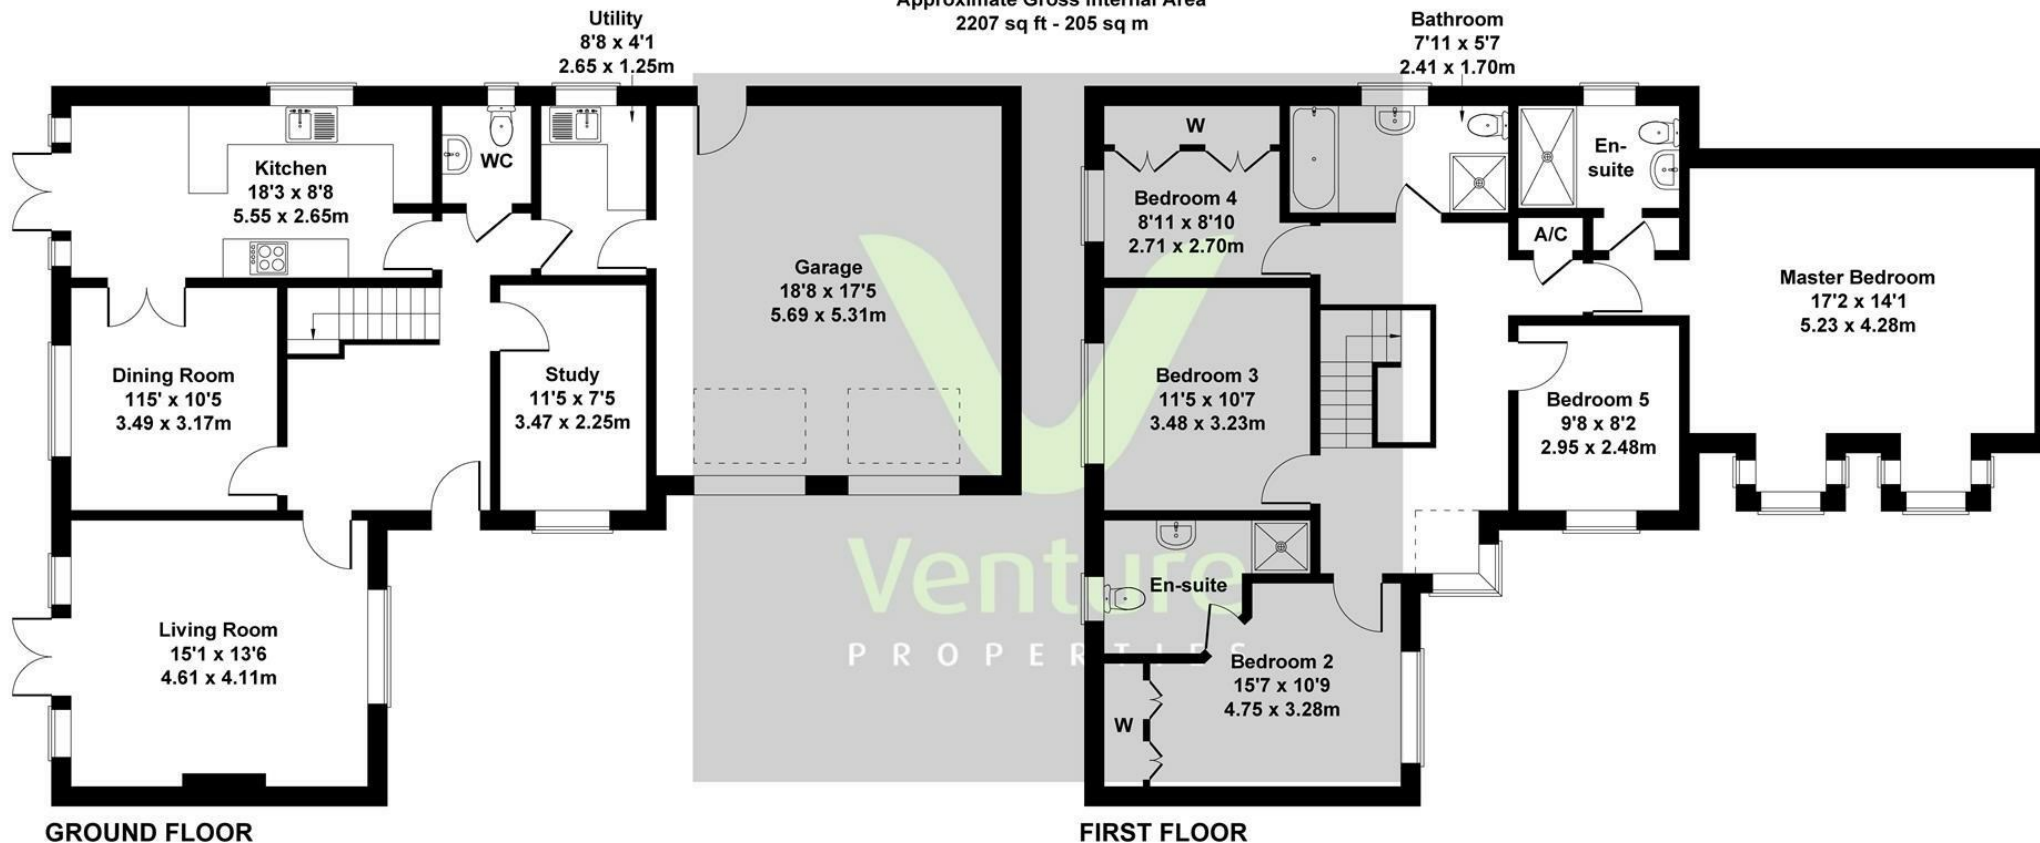 Approximate Gross Internal Area
2207 sq ft - 205 sq m
Utility
8'8 x 4'1
2.65 x 1.25m
Kitchen
18'3 x 8'8
5.55 x 2.65m
WC
Garage
18'8 x 17'5
5.69 x 5.31m
Dining Room
115' x 10'5
3.49 x 3.17m
Study
11'5 x 7'5
3.47 x 2.25m
Living Room
15'1 x 13'6
4.61 x 4.11m
GROUND FLOOR
Bathroom
7'11 x 5'7
2.41 x 1.70m
W
Bedroom 4
8'11 x 8'10
2.71 x 2.70m
En-
suite
A/C
Master Bedroom
17'2 x 14'1
5.23 x 4.28m
Bedroom 3
11'5 x 10'7
3.48 x 3.23m
Bedroom 5
9'8 x 8'2
2.95 x 2.48m
En-suite
Bedroom 2
15'7 x 10'9
4.75 x 3.28m
W
FIRST FLOOR
Venture
PROPERTIES